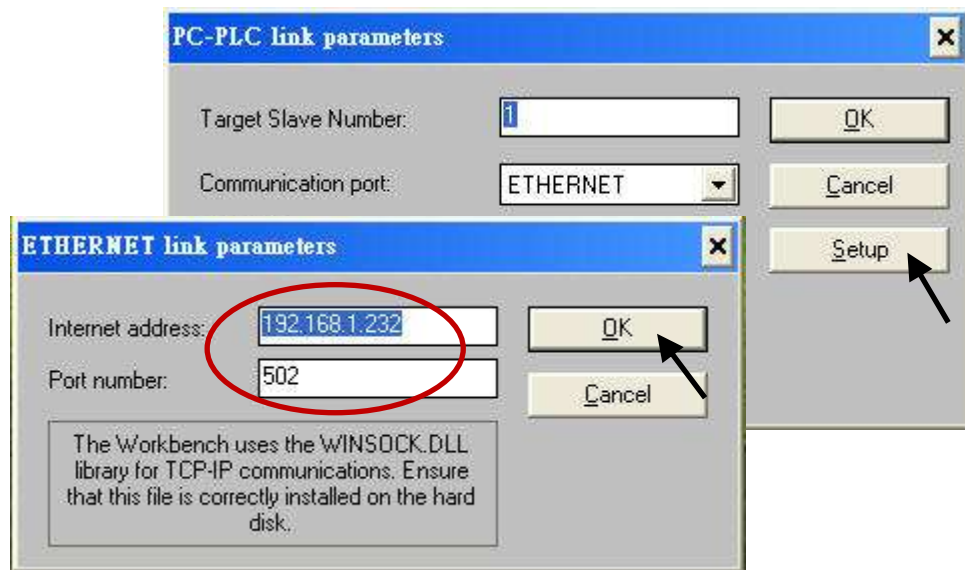 PC-PLC link parameters
Target Slave Number: 1 OK
Communication port: ETHERNET Cancel
Setup
ETHERNET link parameters
Internet address: 192.168.1.232 OK
Port number: 502 Cancel
The Workbench uses the WINSOCK.DLL
library for TCP-IP communications. Ensure
that this file is correctly installed on the hard
disk.